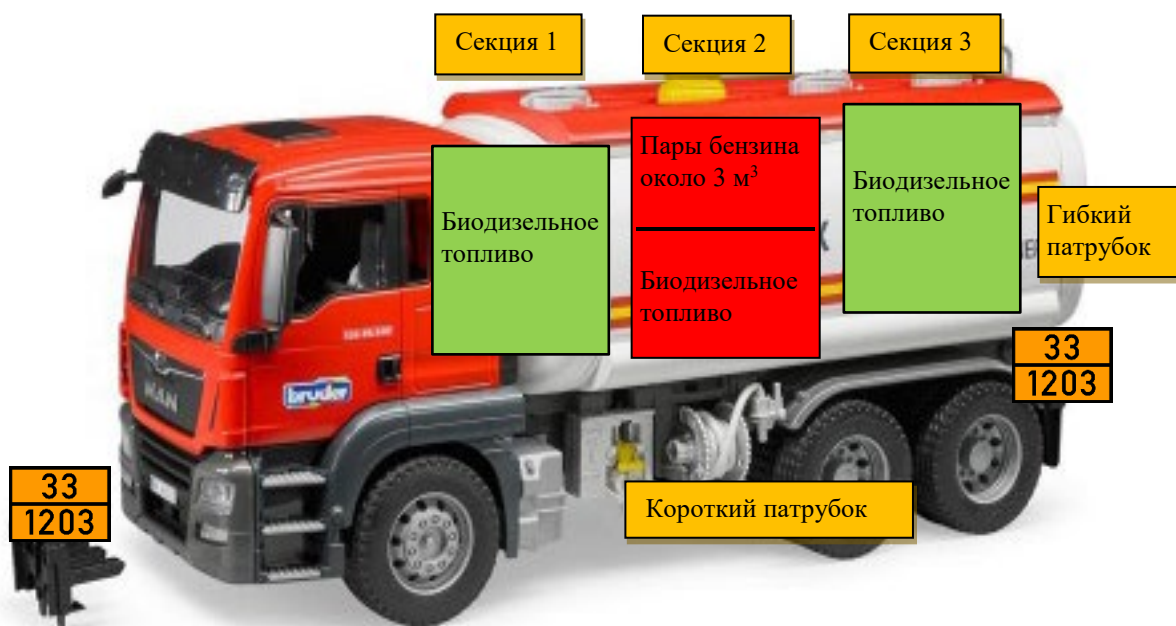 Секция 1
Секция 2
Секция 3
Биодизельное
топливо
Пары бензина
около 3 м³
Биодизельное
топливо
Биодизельное
топливо
Гибкий
патрубок
Короткий патрубок
33
1203
33
1203
bruder
MAN